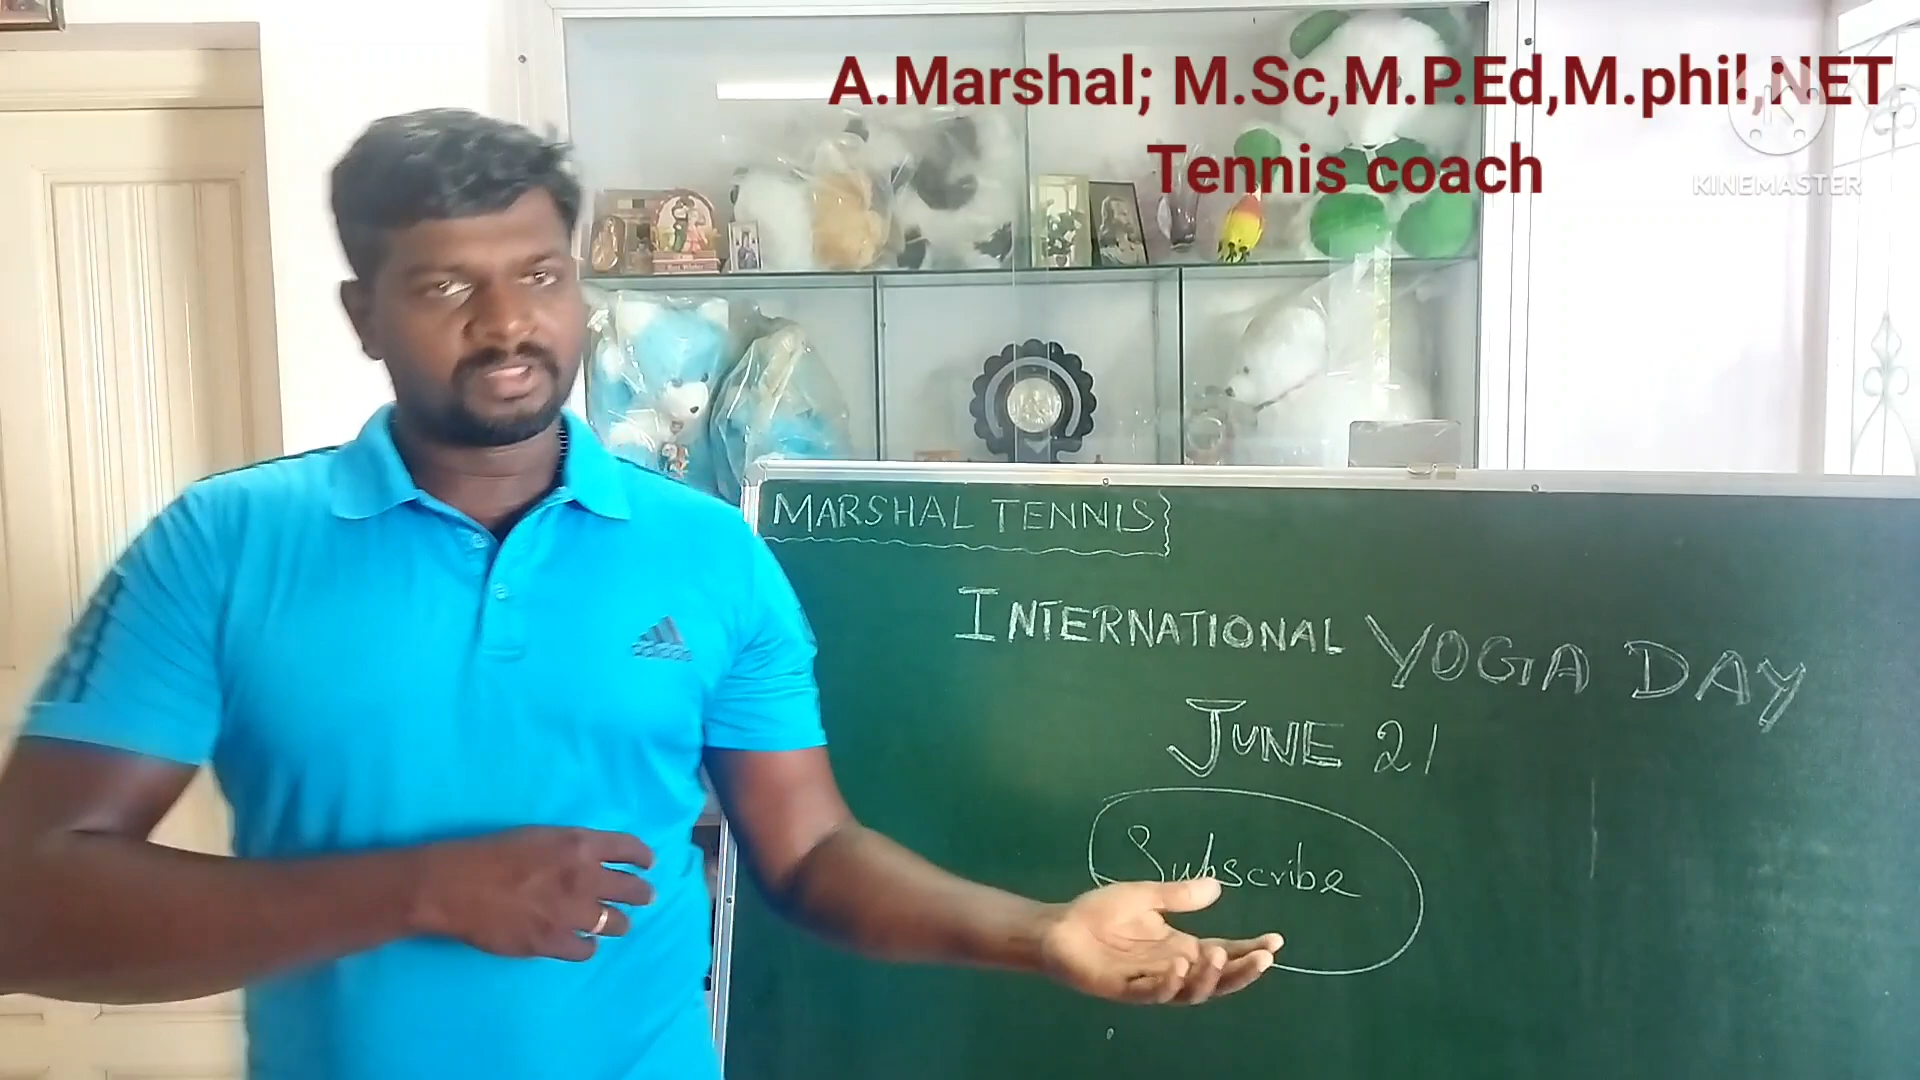 A.Marshal; M.Sc,M.P.Ed,M.phil,NET
Tennis coach
KINEMASTER
adidas
MARSHAL TENNIS}
INTERNATIONAL YOGA DAY
JUNE 21
Subscribe